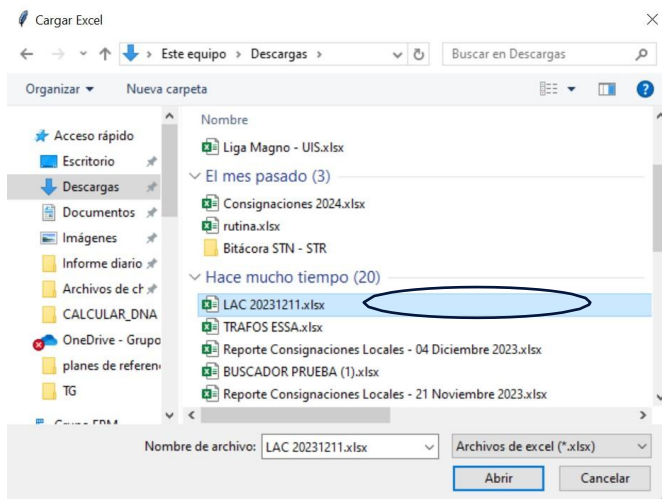 Cargar Excel
Este equipo > Descargas >
Buscar en Descargas
Organizar
Nueva carpeta
Nombre
Acceso rápido
Escritorio
Descargas
Documentos
Imágenes
Informe diario
Archivos de ch
CALCULAR_DNA
OneDrive - Grupo
planes de referen
TG
Liga Magno - UIS.xlsx
El mes pasado (3)
Consignaciones 2024.xlsx
rutina.xlsx
Bitácora STN - STR
Hace mucho tiempo (20)
LAC 20231211.xlsx
TRAFOS ESSA.xlsx
Reporte Consignaciones Locales - 04 Diciembre 2023.xlsx
BUSCADOR PRUEBA (1).xlsx
Reporte Consignaciones Locales - 21 Noviembre 2023.xlsx
Nombre de archivo:
LAC 20231211.xlsx
Archivos de excel (*.xlsx)
Abrir
Cancelar